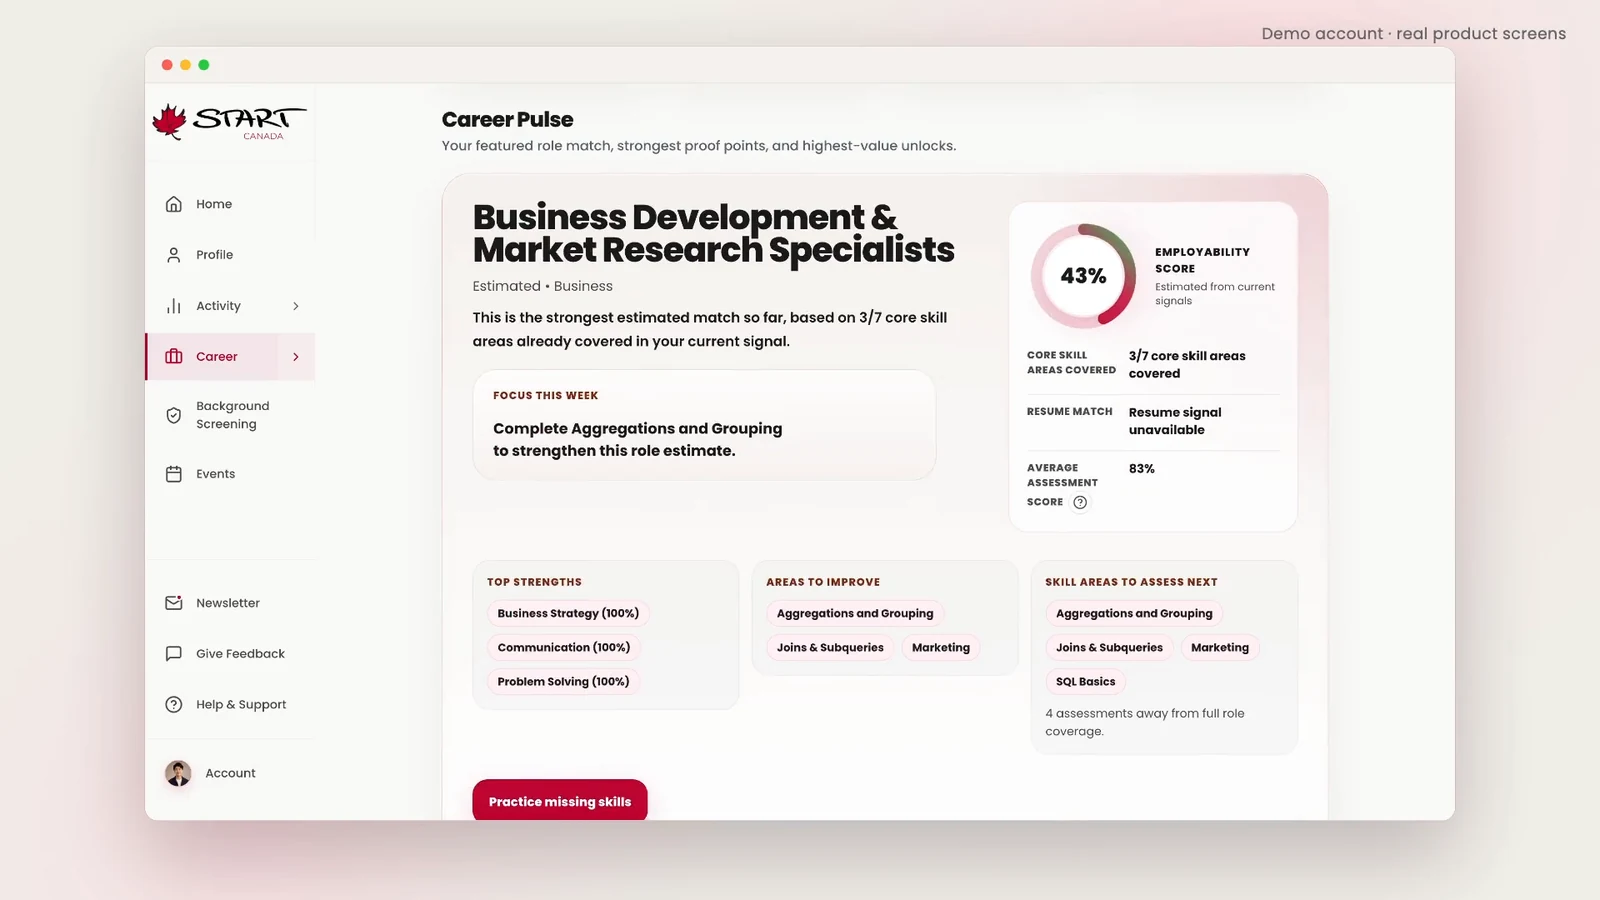 Demo account · real product screens
START
CANADA
Home
Profile
Activity
Career
Background
Screening
Events
Newsletter
Give Feedback
Help & Support
Account
Career Pulse
Your featured role match, strongest proof points, and highest-value unlocks.
Business Development &
Market Research Specialists
Estimated • Business
This is the strongest estimated match so far, based on 3/7 core skill
areas already covered in your current signal.
FOCUS THIS WEEK
Complete Aggregations and Grouping
to strengthen this role estimate.
43%
EMPLOYABILITY
SCORE
Estimated from current
signals
CORE SKILL
AREAS COVERED
3/7 core skill areas
covered
RESUME MATCH
Resume signal
unavailable
AVERAGE
ASSESSMENT
SCORE ?
83%
TOP STRENGTHS
Business Strategy (100%)
Communication (100%)
Problem Solving (100%)
AREAS TO IMPROVE
Aggregations and Grouping
Joins & Subqueries
Marketing
SKILL AREAS TO ASSESS NEXT
Aggregations and Grouping
Joins & Subqueries
Marketing
SQL Basics
4 assessments away from full role
coverage.
Practice missing skills